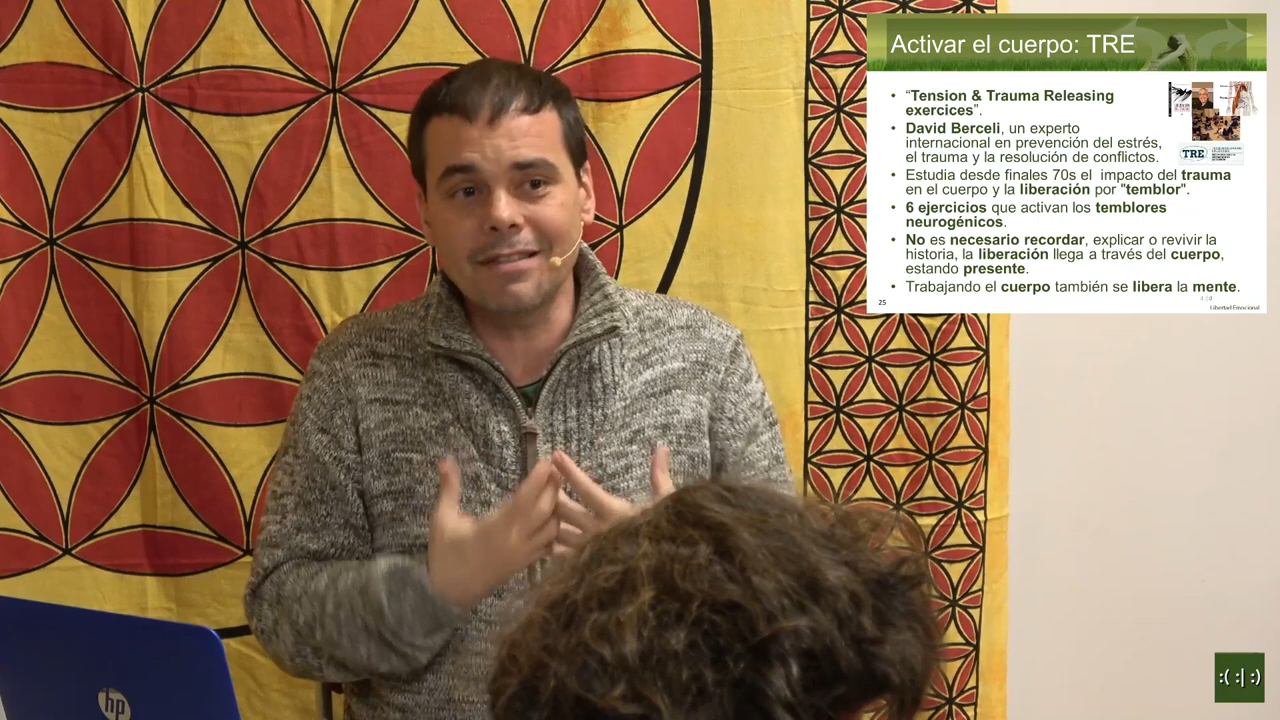 Activar el cuerpo: TRE
• “Tension & Trauma Releasing
exercices”.
• David Berceli, un experto
internacional en prevención del estrés,
el trauma y la resolución de conflictos.
• Estudia desde finales 70s el impacto del trauma
en el cuerpo y la liberación por "temblor".
• 6 ejercicios que activan los temblores
neurogénicos.
• No es necesario recordar, explicar o revivir la
historia, la liberación llega a través del cuerpo,
estando presente.
• Trabajando el cuerpo también se libera la mente.
TRE
25
Libertad Emocional
hp
:( :| :)